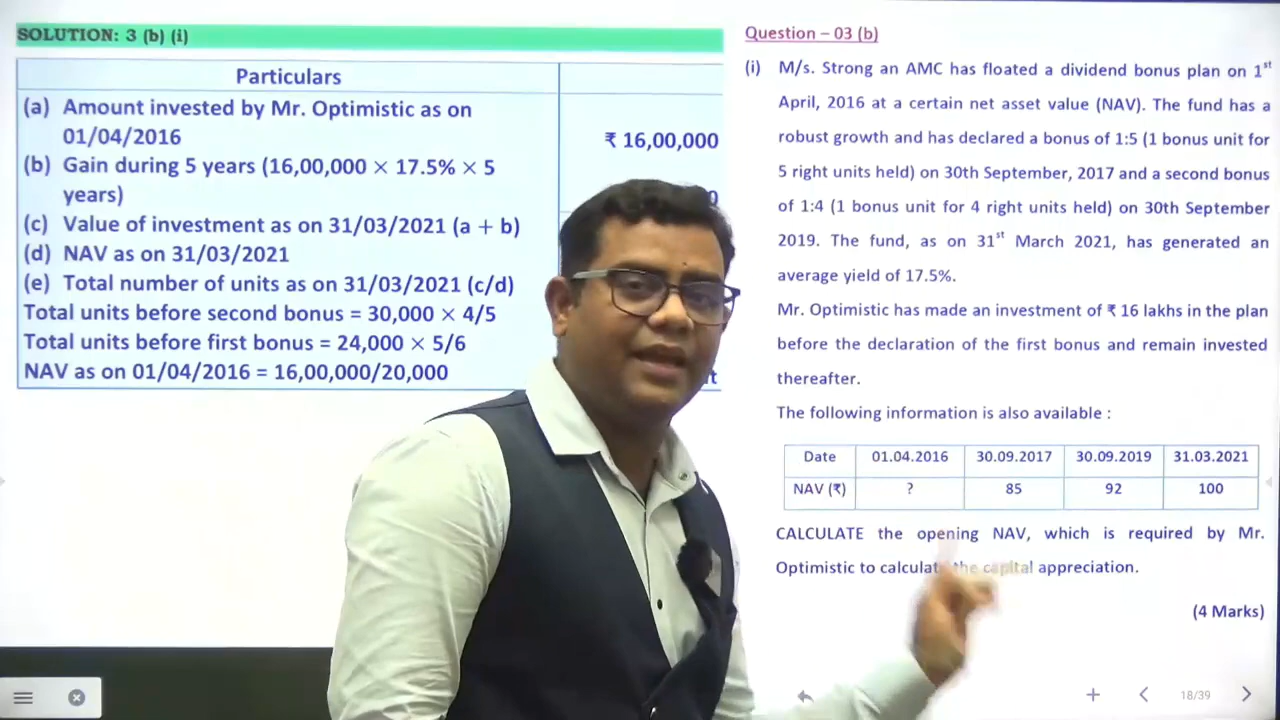 SOLUTION: 3 (b) (i)
Particulars
(a) Amount invested by Mr. Optimistic as on
01/04/2016
₹ 16,00,000
(b) Gain during 5 years (16,00,000 × 17.5% × 5
years)
0
(c) Value of investment as on 31/03/2021 (a + b)
(d) NAV as on 31/03/2021
(e) Total number of units as on 31/03/2021 (c/d)
Total units before second bonus = 30,000 × 4/5
Total units before first bonus = 24,000 × 5/6
NAV as on 01/04/2016 = 16,00,000/20,000
Question – 03 (b)
(i) M/s. Strong an AMC has floated a dividend bonus plan on 1st
April, 2016 at a certain net asset value (NAV). The fund has a
robust growth and has declared a bonus of 1:5 (1 bonus unit for
5 right units held) on 30th September, 2017 and a second bonus
of 1:4 (1 bonus unit for 4 right units held) on 30th September
2019. The fund, as on 31st March 2021, has generated an
average yield of 17.5%.
Mr. Optimistic has made an investment of ₹ 16 lakhs in the plan
before the declaration of the first bonus and remain invested
thereafter.
The following information is also available :
Date 01.04.2016 30.09.2017 30.09.2019 31.03.2021
NAV (₹) ? 85 92 100
CALCULATE the opening NAV, which is required by Mr.
Optimistic to calculate the capital appreciation.
(4 Marks)
18/39